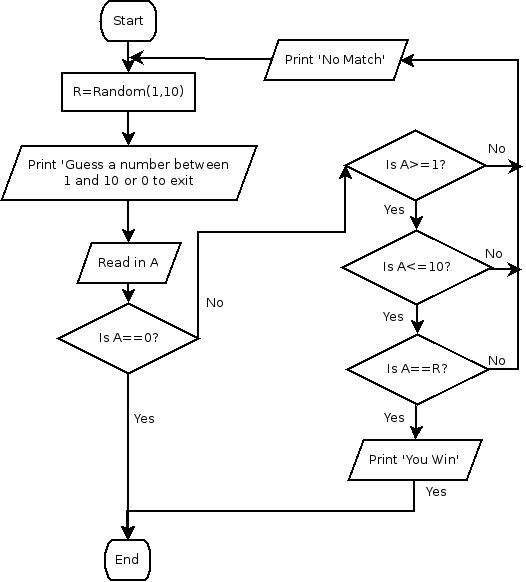 Start
Print 'No Match'
R=Random(1,10)
Print 'Guess a number between
1 and 10 or 0 to exit
Read in A
Is A==0?
No
Yes
Is A>=1?
No
Yes
Is A<=10?
No
Yes
Is A==R?
No
Yes
Print 'You Win'
Yes
End